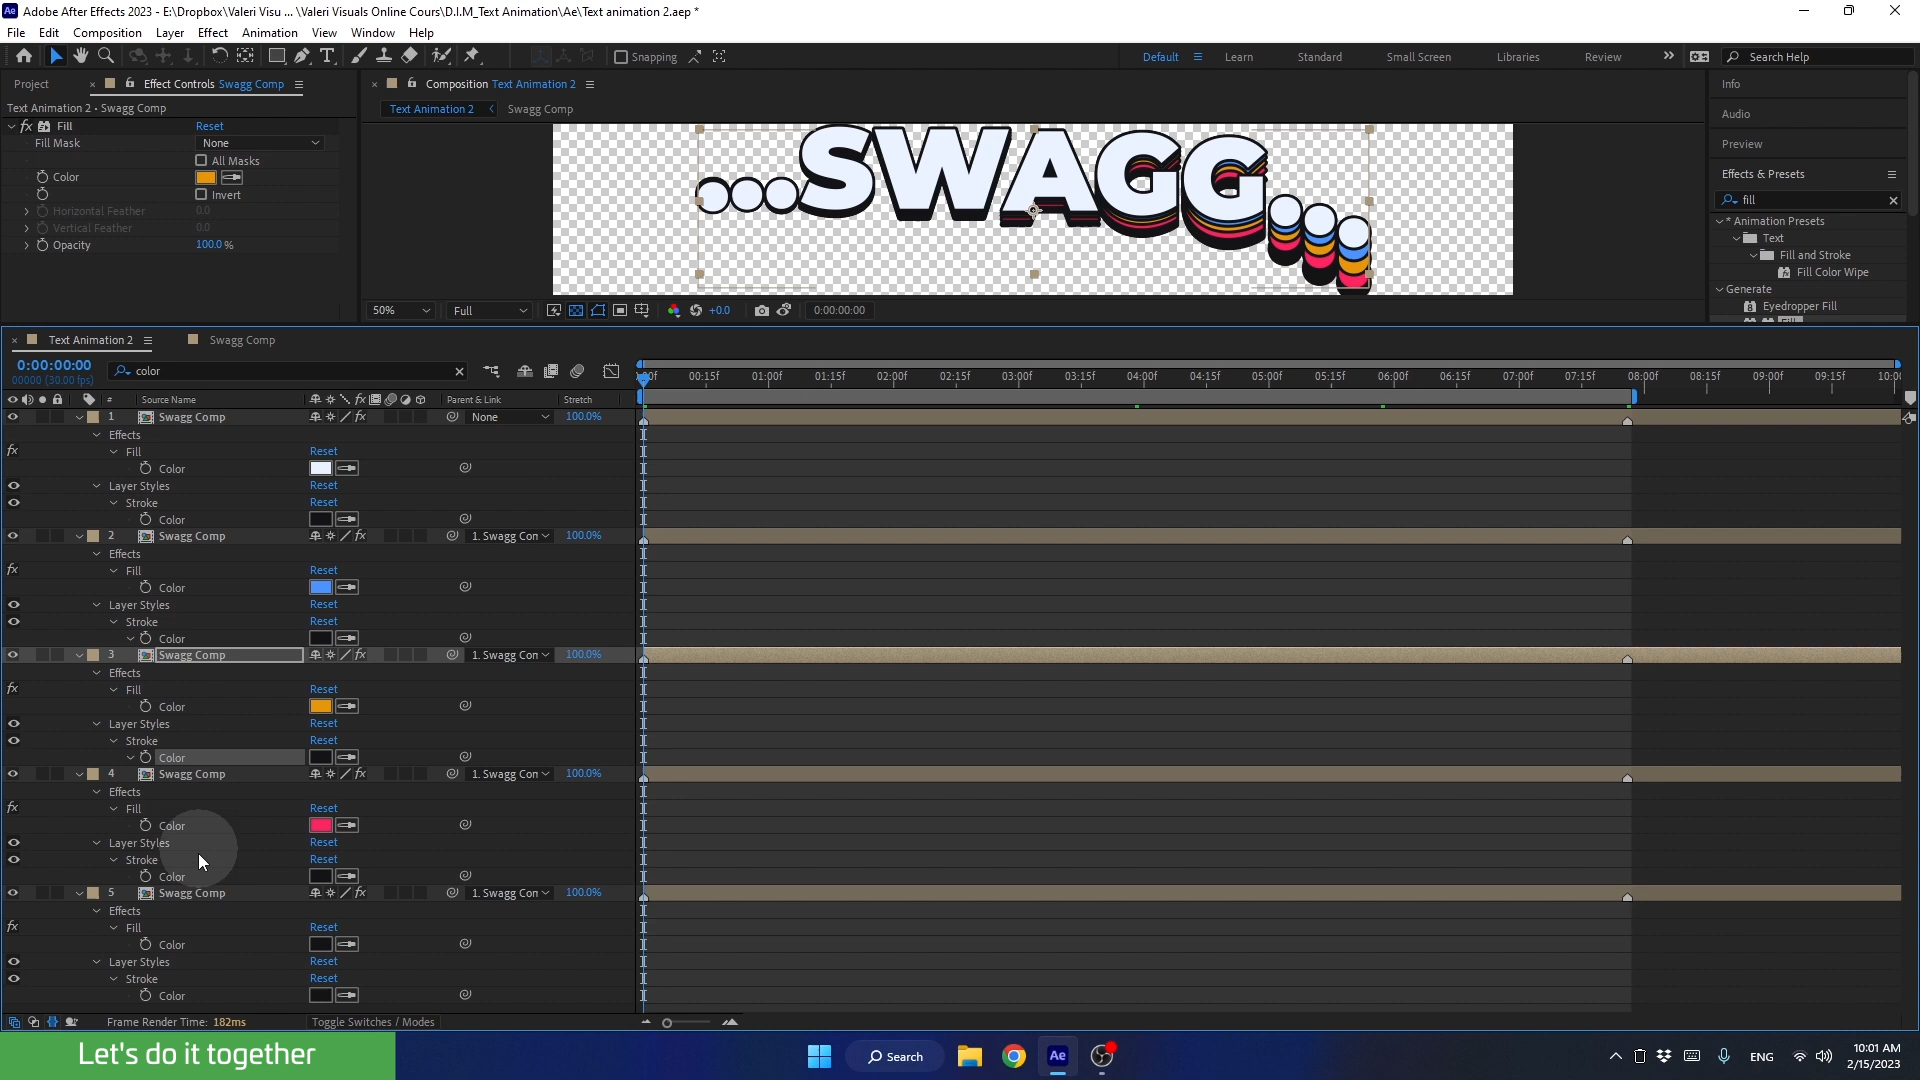 Adobe After Effects 2023 - E:\Dropbox\Valeri Visu ... \Valeri Visuals Online Cours\D.I.M_Text Animation\Ae\Text animation 2.aep *
File Edit Composition Layer Effect Animation View Window Help
Snapping
Default Learn Standard Small Screen Libraries Review
Search Help
Project
Effect Controls Swagg Comp
Text Animation 2 • Swagg Comp
fx Fill Reset
Fill Mask None
All Masks
Color
Invert
Horizontal Feather 0.0
Vertical Feather 0.0
Opacity 100.0 %
Composition Text Animation 2
Text Animation 2 Swagg Comp
...SWAGG...
50% Full +0.0 0:00:00:00
Info
Audio
Preview
Effects & Presets
fill
* Animation Presets
Text
Fill and Stroke
Fill Color Wipe
Generate
Eyedropper Fill
Text Animation 2 Swagg Comp
0:00:00:00
00000 (30.00 fps)
color
00:15f 01:00f 01:15f 02:00f 02:15f 03:00f 03:15f 04:00f 04:15f 05:00f 05:15f 06:00f 06:15f 07:00f 07:15f 08:00f 08:15f 09:00f 09:15f
# Source Name fx Parent & Link Stretch
1 Swagg Comp fx None 100.0%
Effects
fx Fill Reset
Color
Layer Styles Reset
Stroke Reset
Color
2 Swagg Comp fx 1. Swagg Con 100.0%
Effects
fx Fill Reset
Color
Layer Styles Reset
Stroke Reset
Color
3 Swagg Comp fx 1. Swagg Con 100.0%
Effects
fx Fill Reset
Color
Layer Styles Reset
Stroke Reset
Color
4 Swagg Comp fx 1. Swagg Con 100.0%
Effects
fx Fill Reset
Color
Layer Styles Reset
Stroke Reset
Color
5 Swagg Comp fx 1. Swagg Con 100.0%
Effects
fx Fill Reset
Color
Layer Styles Reset
Stroke Reset
Color
Frame Render Time: 182ms Toggle Switches / Modes
Let's do it together
Search
Ae
ENG
10:01 AM
2/15/2023